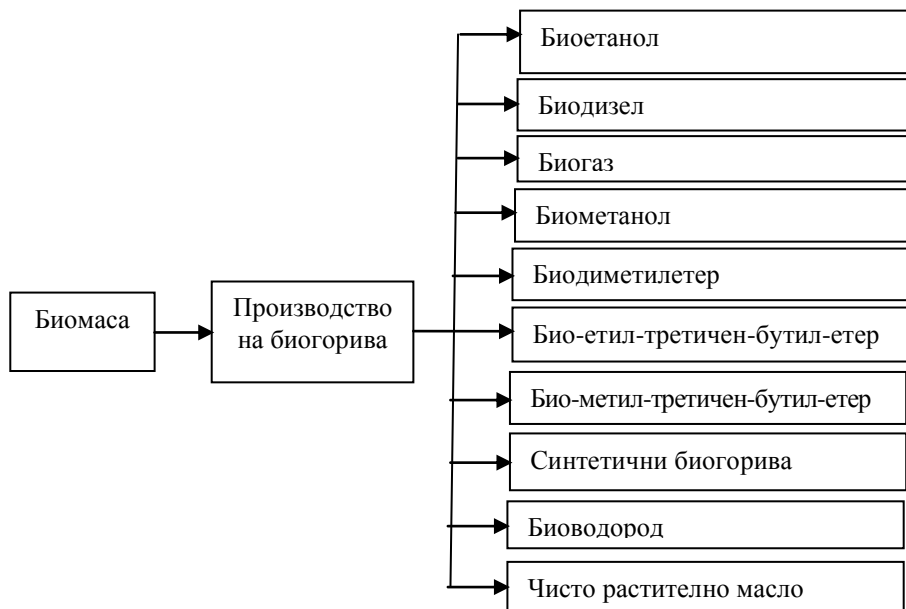 Биомаса
Производство
на биогорива
Биоетанол
Биодизел
Биогаз
Биометанол
Биодиметилетер
Био-етил-третичен-бутил-етер
Био-метил-третичен-бутил-етер
Синтетични биогорива
Биоводород
Чисто растително масло